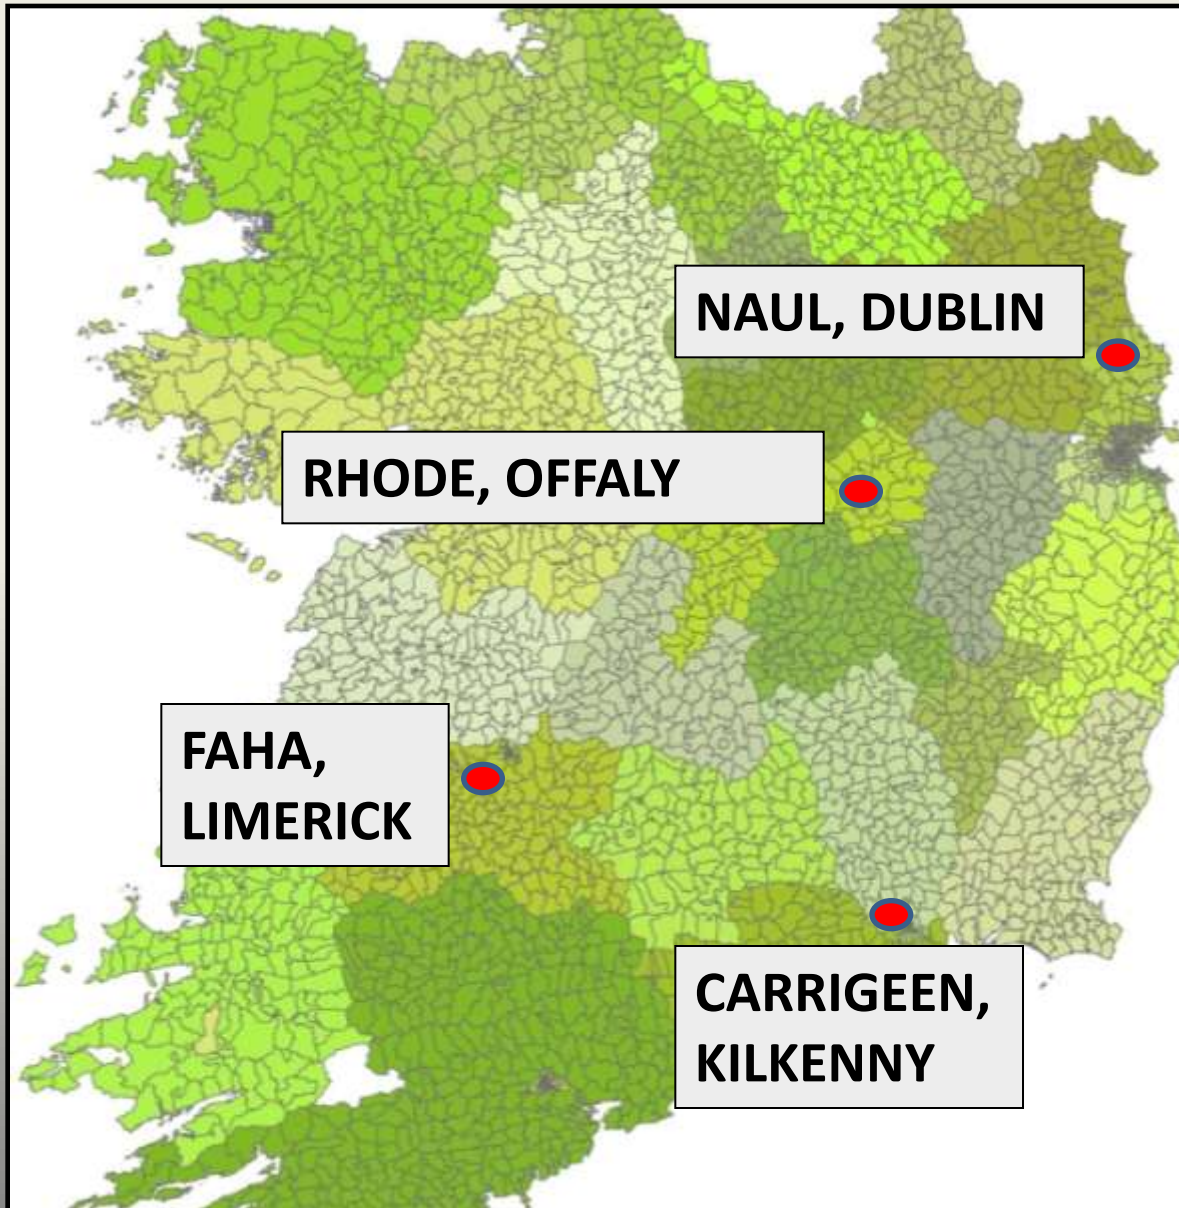 NAUL, DUBLIN
RHODE, OFFALY
FAHA,
LIMERICK
CARRIGEEN,
KILKENNY